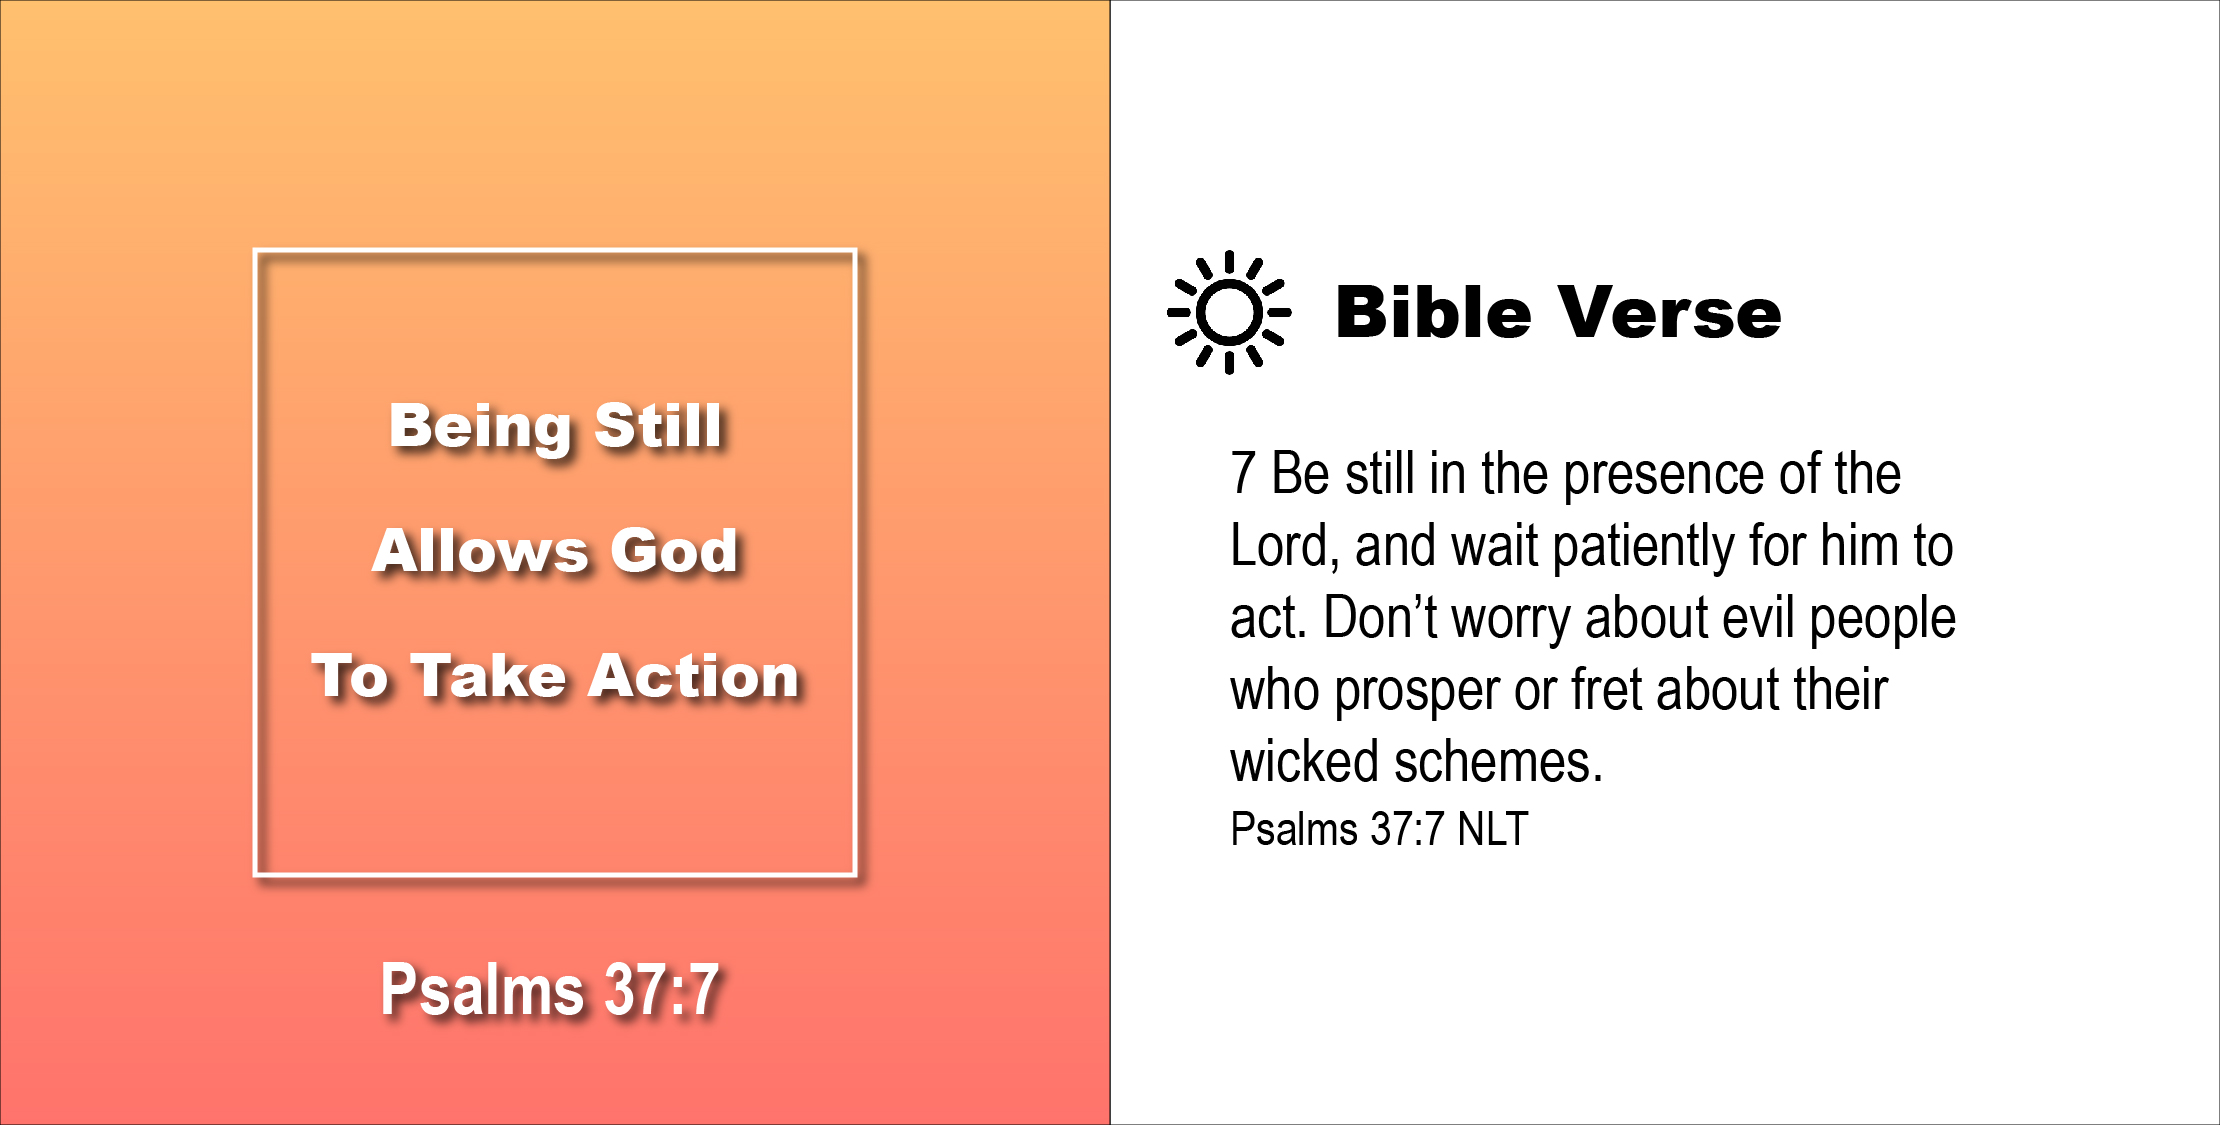 Being Still
Allows God
To Take Action
Psalms 37:7
Bible Verse
7 Be still in the presence of the
Lord, and wait patiently for him to
act. Don’t worry about evil people
who prosper or fret about their
wicked schemes.
Psalms 37:7 NLT